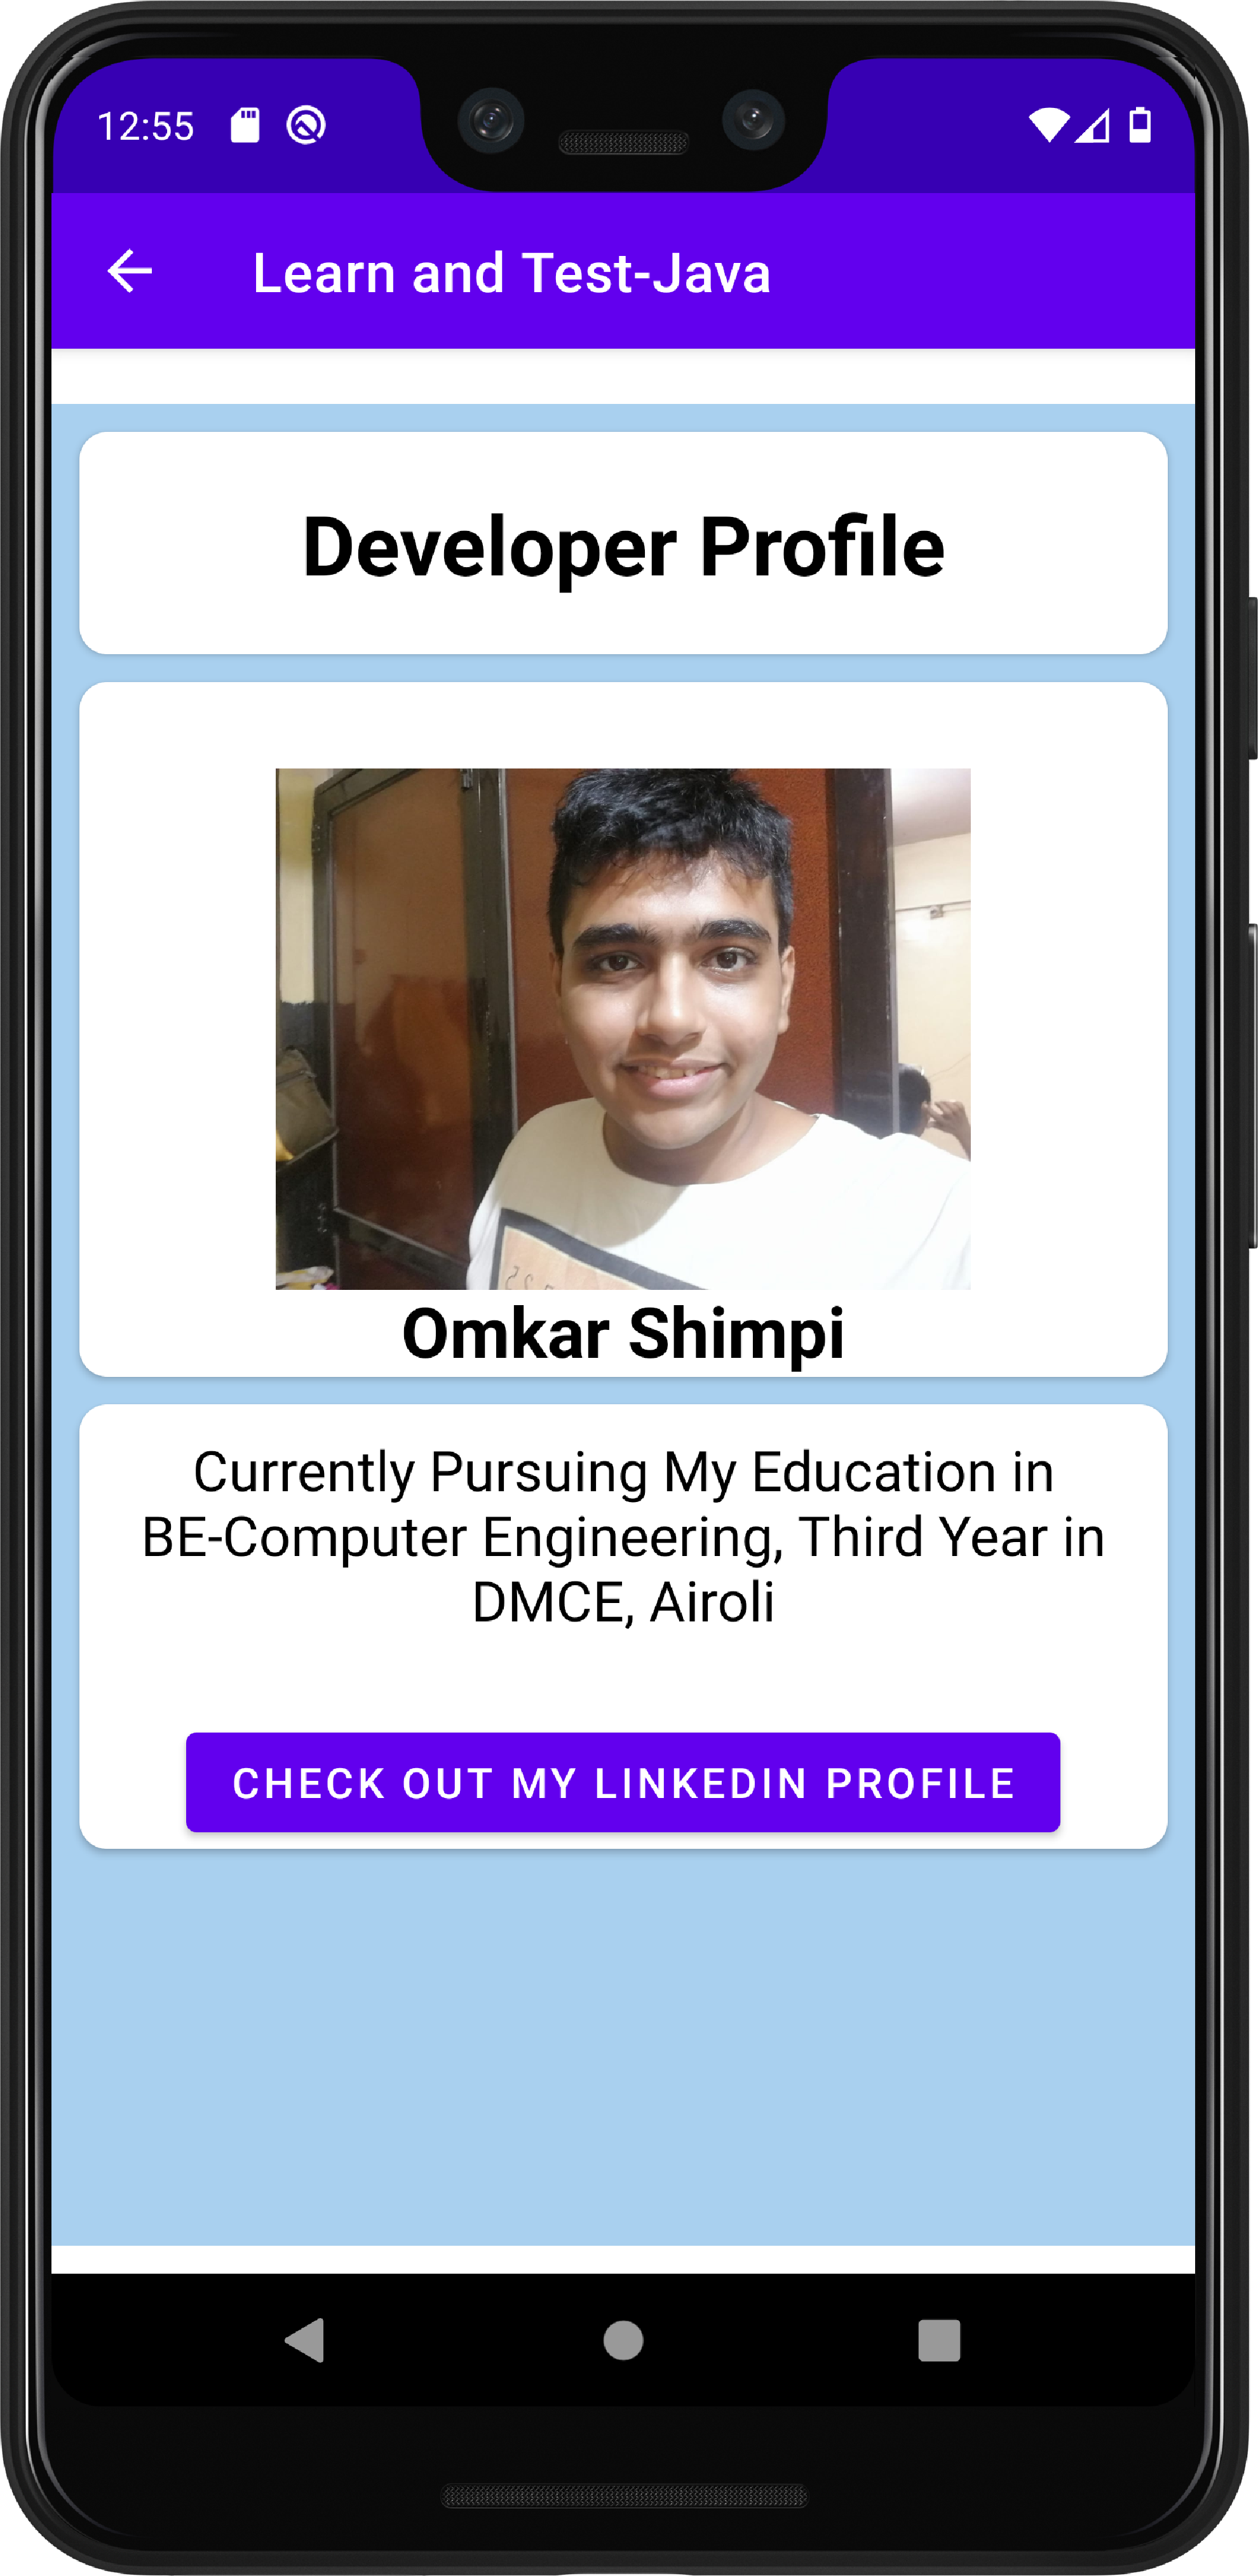 12:55
Learn and Test-Java
Developer Profile
Omkar Shimpi
Currently Pursuing My Education in
BE-Computer Engineering, Third Year in
DMCE, Airoli
CHECK OUT MY LINKEDIN PROFILE